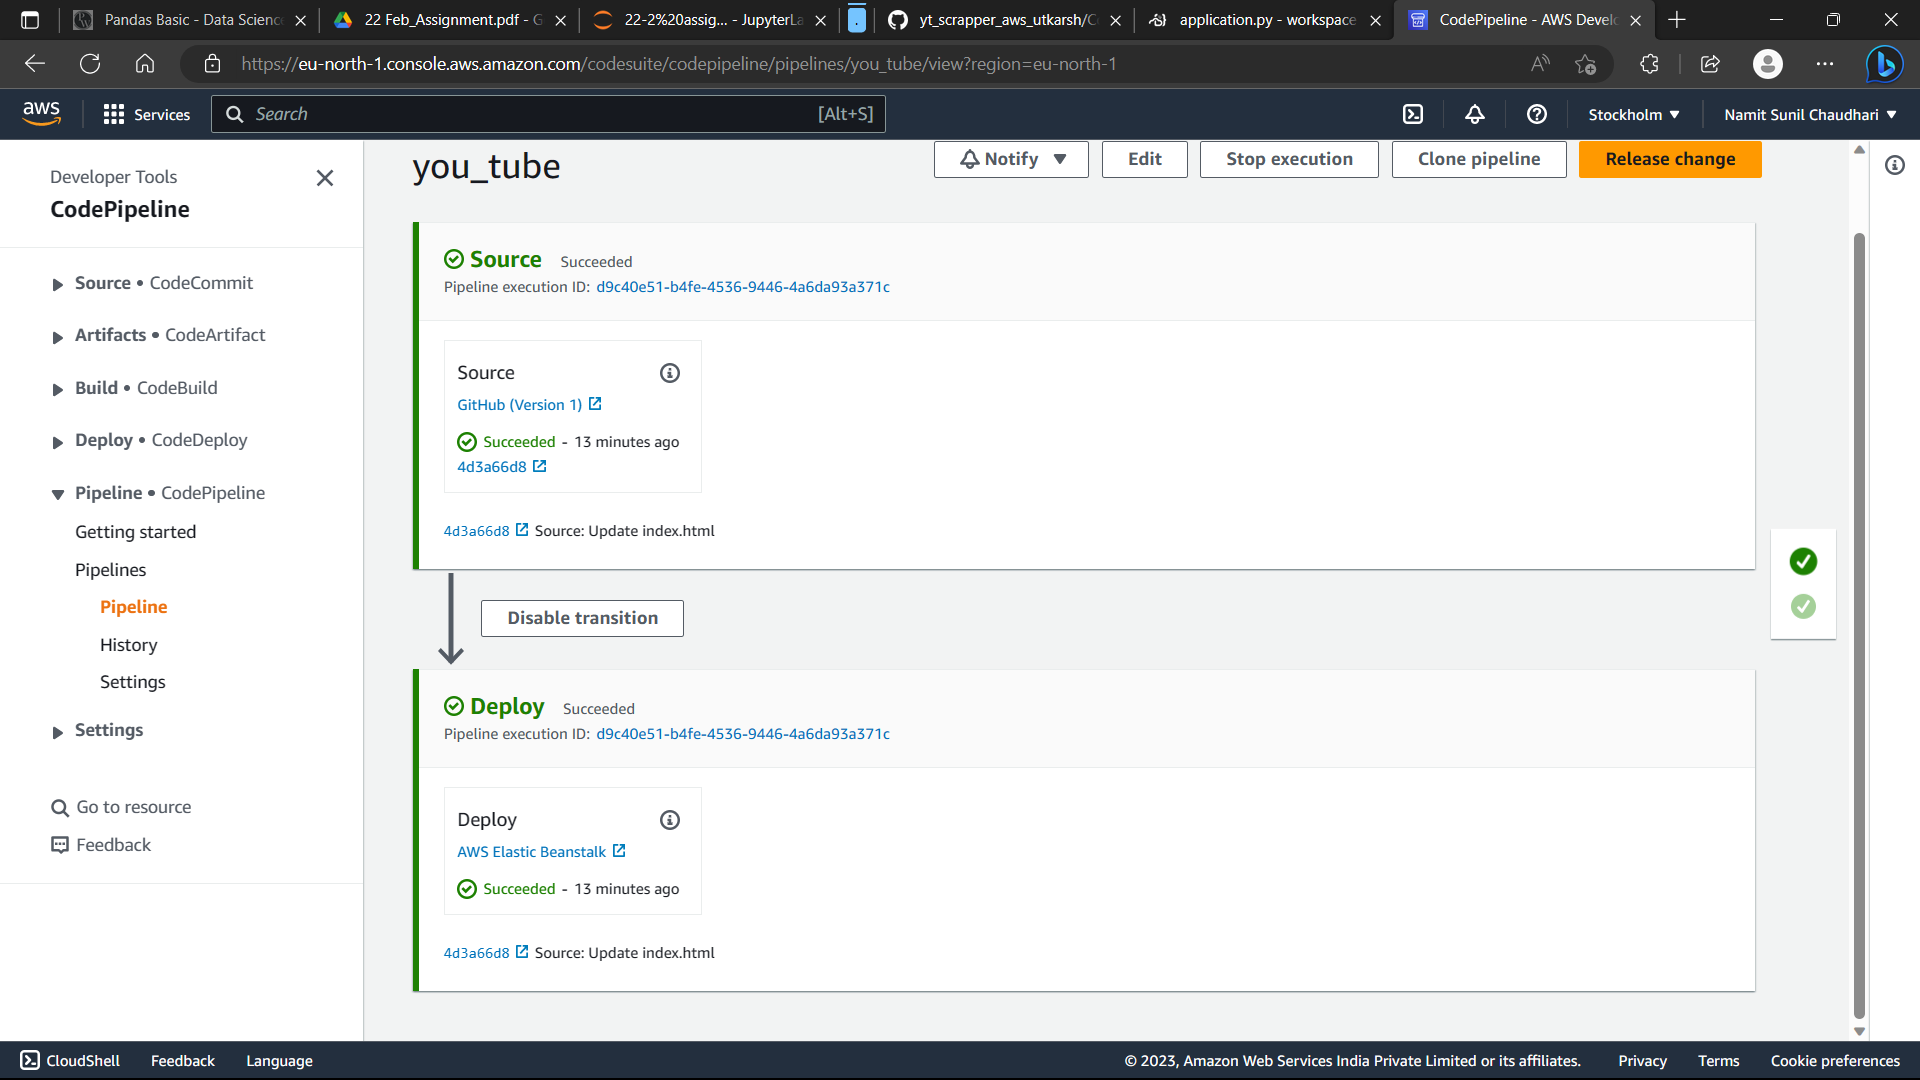 Pandas Basic - Data Science
22 Feb_Assignment.pdf - G
22-2%20assig... - JupyterLa
yt_scrapper_aws_utkarsh/C
application.py - workspace
CodePipeline - AWS Develo
https://eu-north-1.console.aws.amazon.com/codesuite/codepipeline/pipelines/you_tube/view?region=eu-north-1
aws
Services
Search
[Alt+S]
Stockholm
Namit Sunil Chaudhari
Developer Tools
CodePipeline
Source • CodeCommit
Artifacts • CodeArtifact
Build • CodeBuild
Deploy • CodeDeploy
Pipeline • CodePipeline
Getting started
Pipelines
Pipeline
History
Settings
Settings
Go to resource
Feedback
you_tube
Notify
Edit
Stop execution
Clone pipeline
Release change
Source Succeeded
Pipeline execution ID: d9c40e51-b4fe-4536-9446-4a6da93a371c
Source
GitHub (Version 1)
Succeeded - 13 minutes ago
4d3a66d8
4d3a66d8 Source: Update index.html
Disable transition
Deploy Succeeded
Pipeline execution ID: d9c40e51-b4fe-4536-9446-4a6da93a371c
Deploy
AWS Elastic Beanstalk
Succeeded - 13 minutes ago
4d3a66d8 Source: Update index.html
CloudShell
Feedback
Language
© 2023, Amazon Web Services India Private Limited or its affiliates.
Privacy
Terms
Cookie preferences